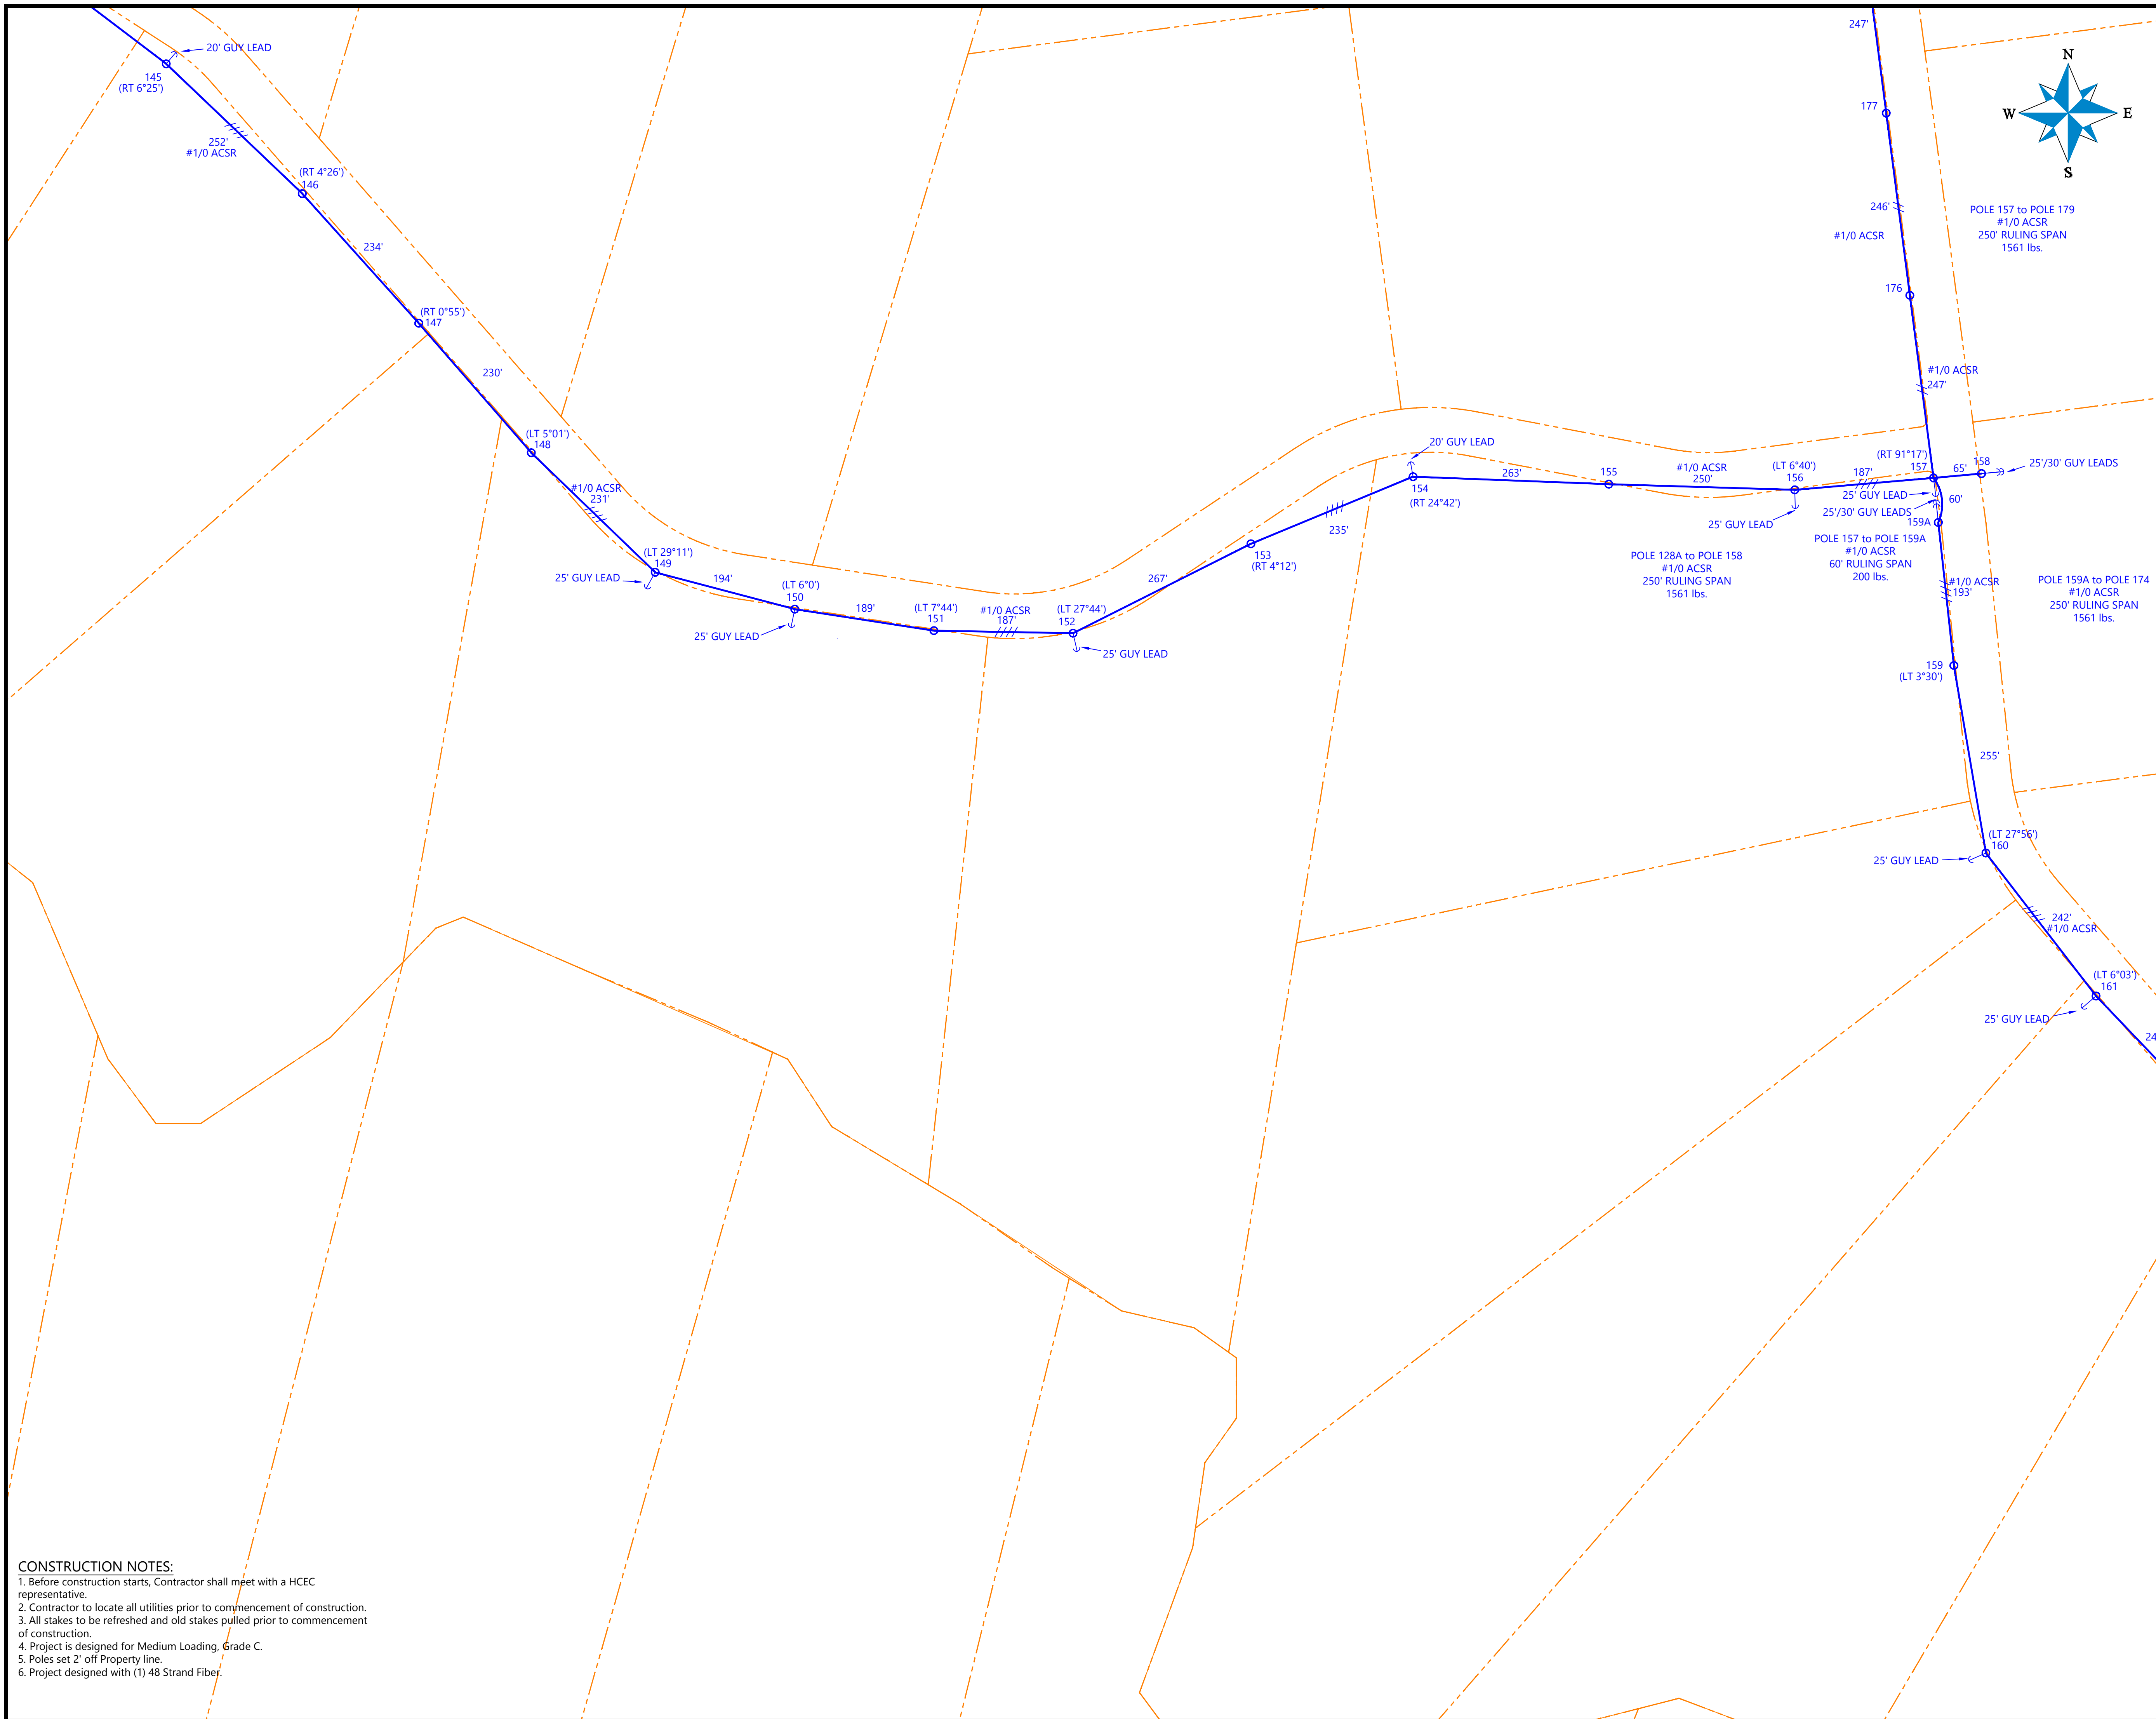 247'
20' GUY LEAD
145
(RT 6°25')
N
W
E
S
177
252'
#1/0 ACSR
(RT 4°26')
146
246'
#1/0 ACSR
POLE 157 to POLE 179
#1/0 ACSR
250' RULING SPAN
1561 lbs.
234'
176
(RT 0°55')
147
230'
#1/0 ACSR
247'
(LT 5°01')
148
20' GUY LEAD
154
(RT 24°42')
263'
155
#1/0 ACSR
250'
(LT 6°40')
156
25' GUY LEAD
187'
(RT 91°17')
157
65'
158
25'/30' GUY LEADS
25' GUY LEAD
60'
25'/30' GUY LEADS
159A
#1/0 ACSR
231'
235'
153
(RT 4°12')
POLE 128A to POLE 158
#1/0 ACSR
250' RULING SPAN
1561 lbs.
POLE 157 to POLE 159A
#1/0 ACSR
60' RULING SPAN
200 lbs.
#1/0 ACSR
193'
POLE 159A to POLE 174
#1/0 ACSR
250' RULING SPAN
1561 lbs.
(LT 29°11')
149
25' GUY LEAD
194'
(LT 6°0')
150
25' GUY LEAD
189'
(LT 7°44')
151
#1/0 ACSR
187'
(LT 27°44')
152
25' GUY LEAD
267'
159
(LT 3°30')
255'
(LT 27°56')
160
25' GUY LEAD
242'
#1/0 ACSR
(LT 6°03')
161
25' GUY LEAD
24
CONSTRUCTION NOTES:
1. Before construction starts, Contractor shall meet with a HCEC
representative.
2. Contractor to locate all utilities prior to commencement of construction.
3. All stakes to be refreshed and old stakes pulled prior to commencement
of construction.
4. Project is designed for Medium Loading, Grade C.
5. Poles set 2' off Property line.
6. Project designed with (1) 48 Strand Fiber.